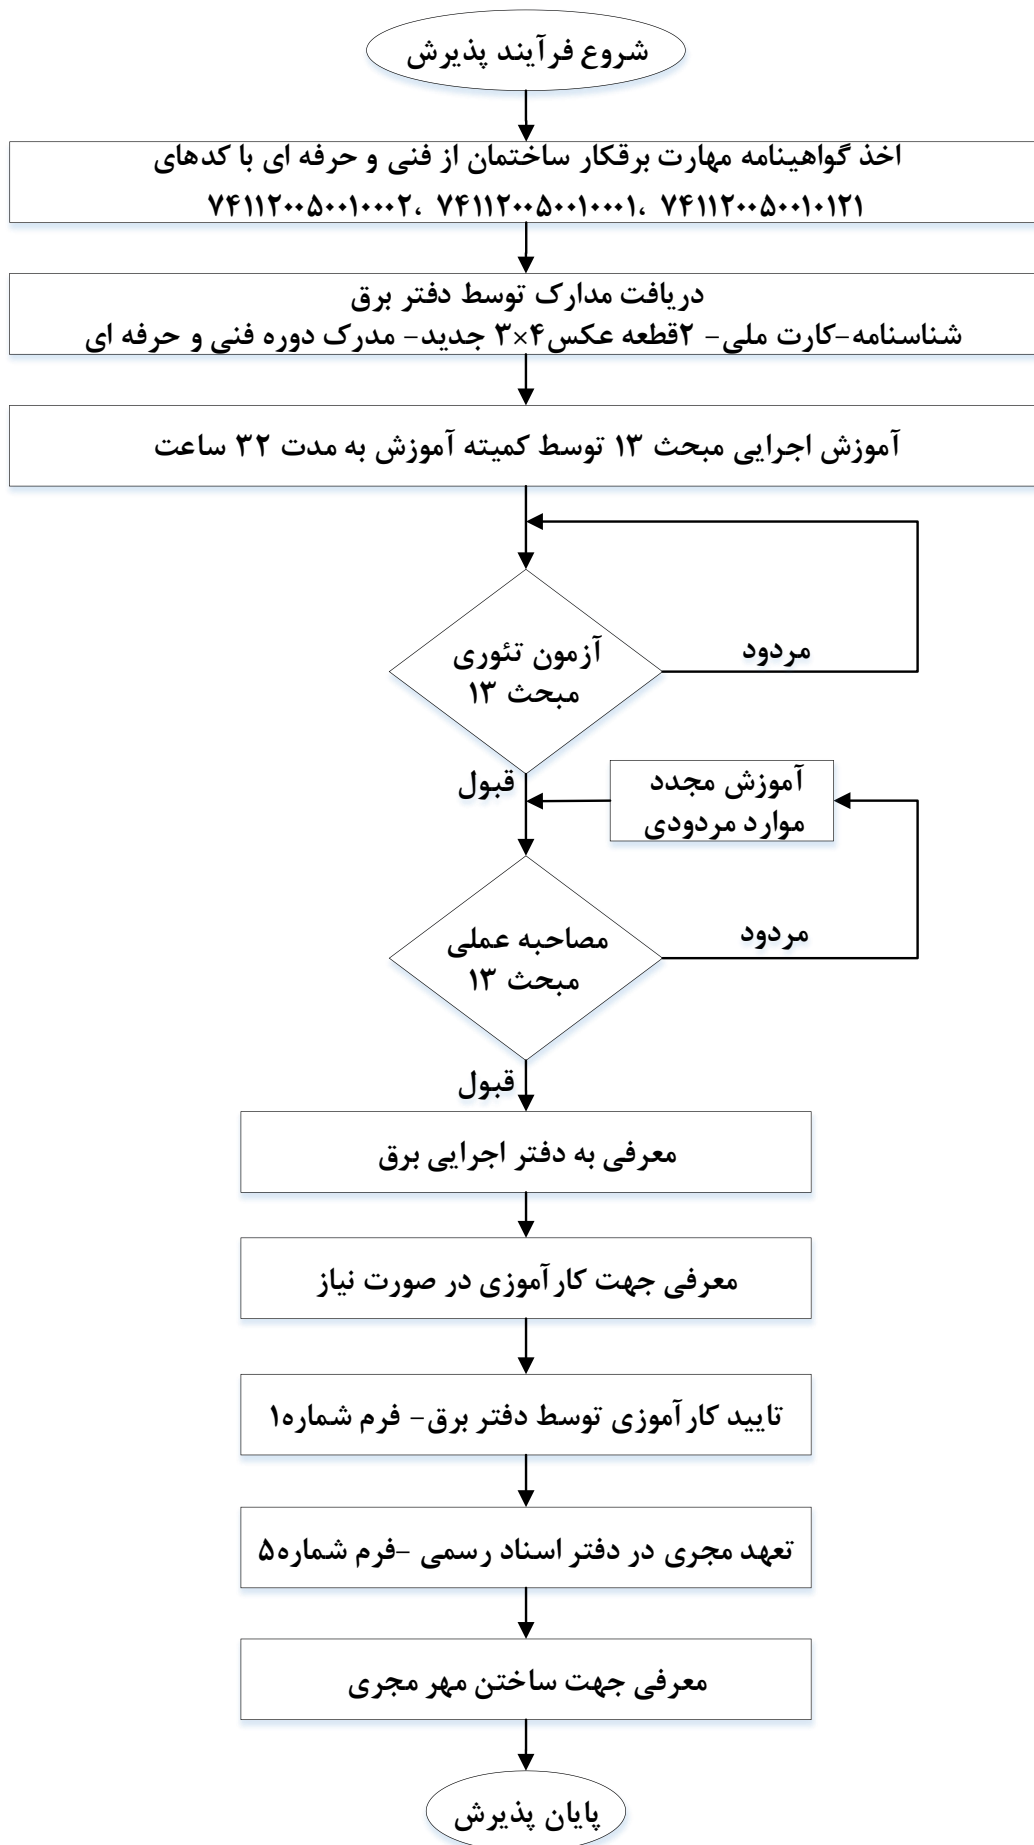 شروع فرآیند پذیرش
اخذ گواهینامه مهارت برقکار ساختمان از فنی و حرفه ای با کدهای
۷۴۱۱۲۰۰۵۰۰۱۰۱۲۱ ،۷۴۱۱۲۰۰۵۰۰۱۰۰۰۱ ،۷۴۱۱۲۰۰۵۰۰۱۰۰۰۲
دریافت مدارک توسط دفتر برق
شناسنامه-کارت ملی- ۲قطعه عکس۴×۳ جدید- مدرک دوره فنی و حرفه ای
آموزش اجرایی مبحث ۱۳ توسط کمیته آموزش به مدت ۳۲ ساعت
آزمون تئوری
مبحث ۱۳
مردود
قبول
آموزش مجدد
موارد مردودی
مصاحبه عملی
مبحث ۱۳
مردود
قبول
معرفی به دفتر اجرایی برق
معرفی جهت کارآموزی در صورت نیاز
تایید کارآموزی توسط دفتر برق- فرم شماره۱
تعهد مجری در دفتر اسناد رسمی -فرم شماره۵
معرفی جهت ساختن مهر مجری
پایان پذیرش